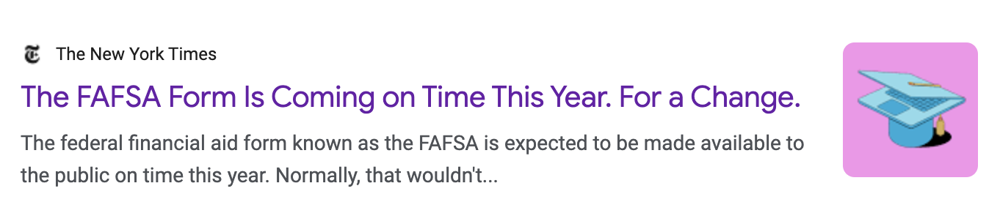 The New York Times
The FAFSA Form Is Coming on Time This Year. For a Change.
The federal financial aid form known as the FAFSA is expected to be made available to
the public on time this year. Normally, that wouldn't...